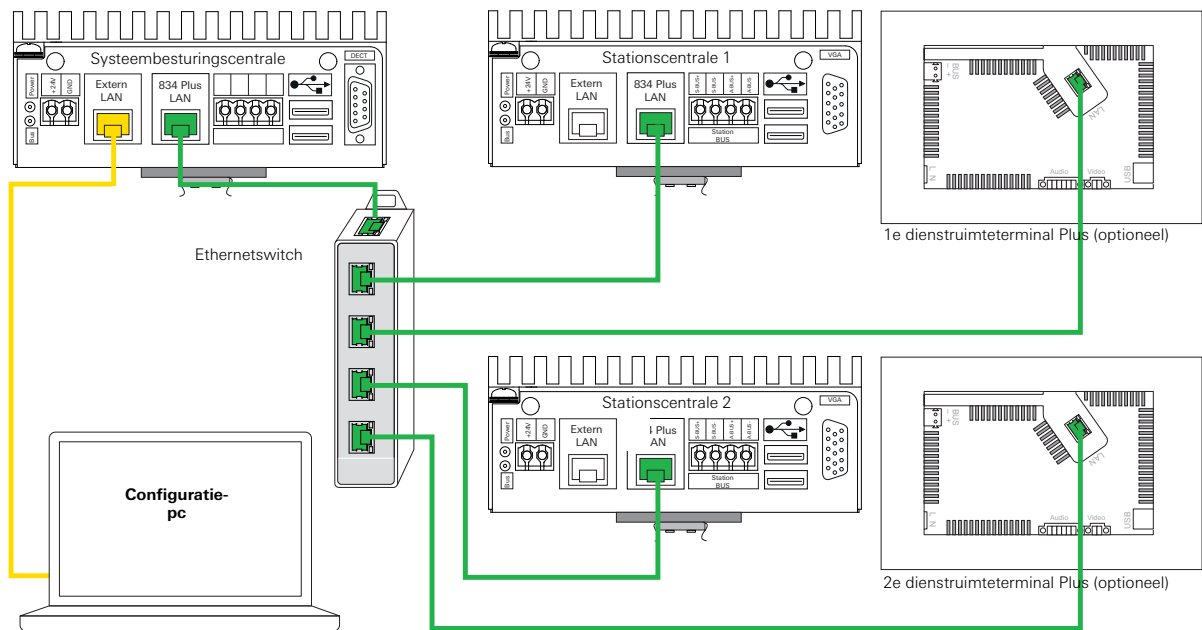 Systeembesturingscentrale
DECT
Power
+24V
GND
Bus
Extern
LAN
834 Plus
LAN
Stationscentrale 1
VGA
Power
+24V
GND
Bus
Extern
LAN
834 Plus
LAN
S-BUS+
S-BUS-
A-BUS+
A-BUS-
Station
BUS
BUS
– +
LAN
L N
Audio
Video
USB
1e dienstruimteterminal Plus (optioneel)
Ethernetswitch
Stationscentrale 2
VGA
Power
+24V
GND
Bus
Extern
LAN
Plus
AN
S-BUS+
S-BUS-
A-BUS+
A-BUS-
Station
BUS
BUS
– +
LAN
L N
Audio
Video
USB
2e dienstruimteterminal Plus (optioneel)
Configuratie-
pc